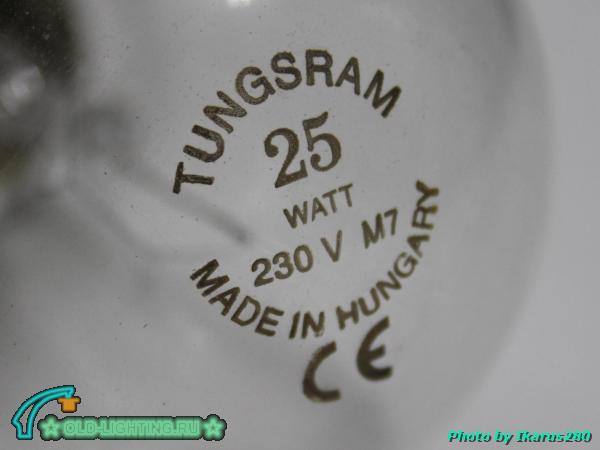 TUNGSRAM
25
WATT
230 V M7
MADE IN HUNGARY
CE
☆ OLD-LIGHTING.RU ☆
Photo by Ikarus280